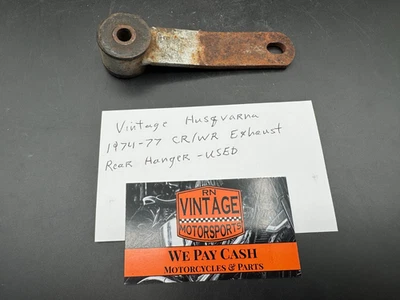 Vintage Husqvarna
1974-77 CR/WR Exhaust
Rear Hanger - USED
RN
VINTAGE
MOTORSPORTS
WE PAY CASH
MOTORCYCLES & PARTS